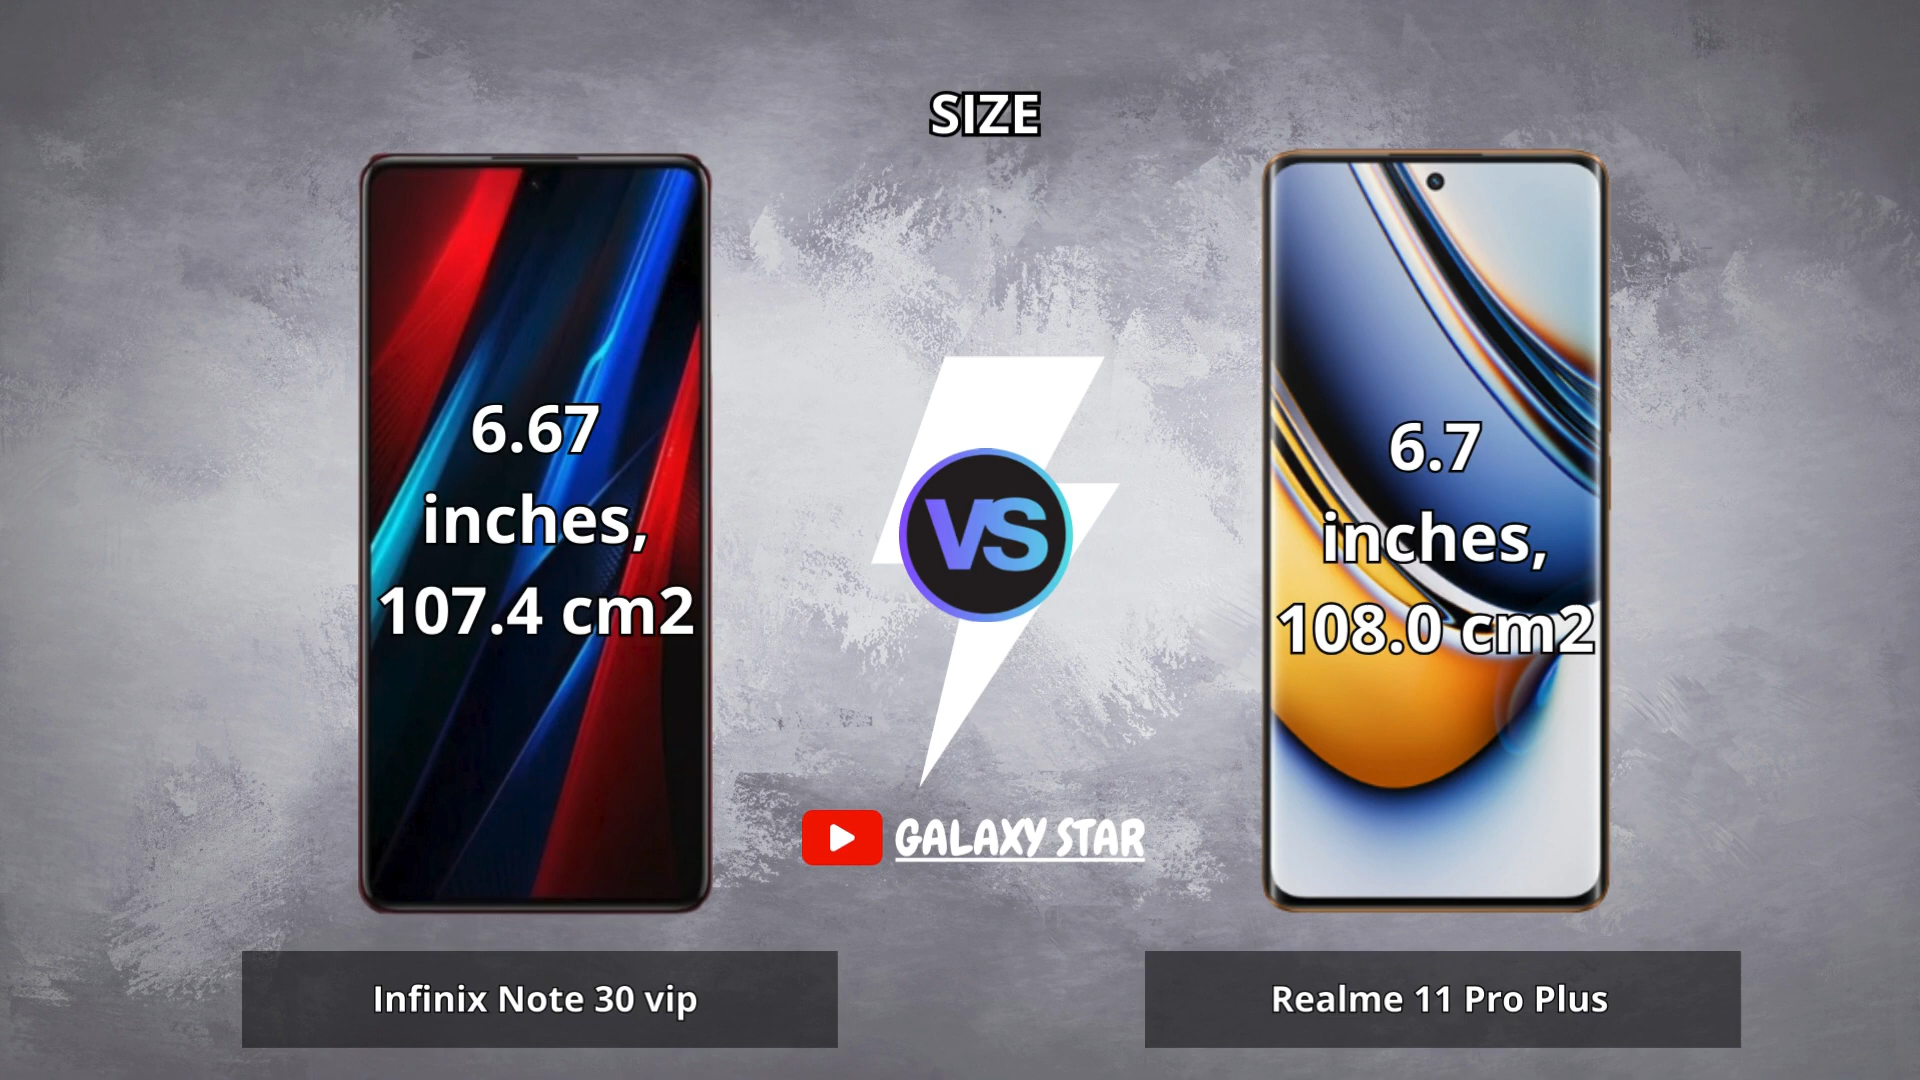 SIZE
6.67
inches,
107.4 cm2
VS
6.7
inches,
108.0 cm2
GALAXY STAR
Infinix Note 30 vip
Realme 11 Pro Plus